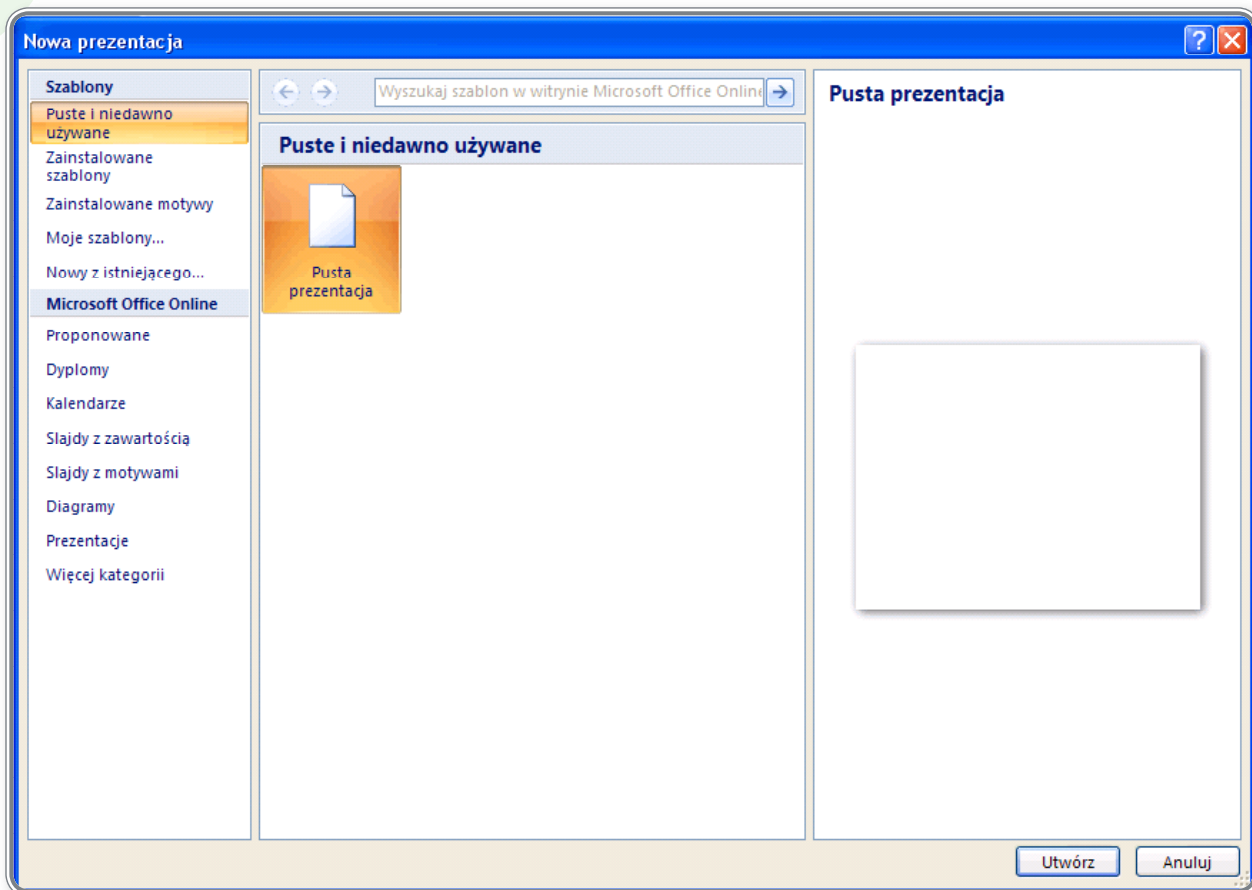 Nowa prezentacja
Szablony
Puste i niedawno
używane
Zainstalowane
szablony
Zainstalowane motywy
Moje szablony...
Nowy z istniejącego...
Microsoft Office Online
Proponowane
Dyplomy
Kalendarze
Slajdy z zawartością
Slajdy z motywami
Diagramy
Prezentacje
Więcej kategorii
Wyszukaj szablon w witrynie Microsoft Office Online
Puste i niedawno używane
Pusta
prezentacja
Pusta prezentacja
Utwórz
Anuluj